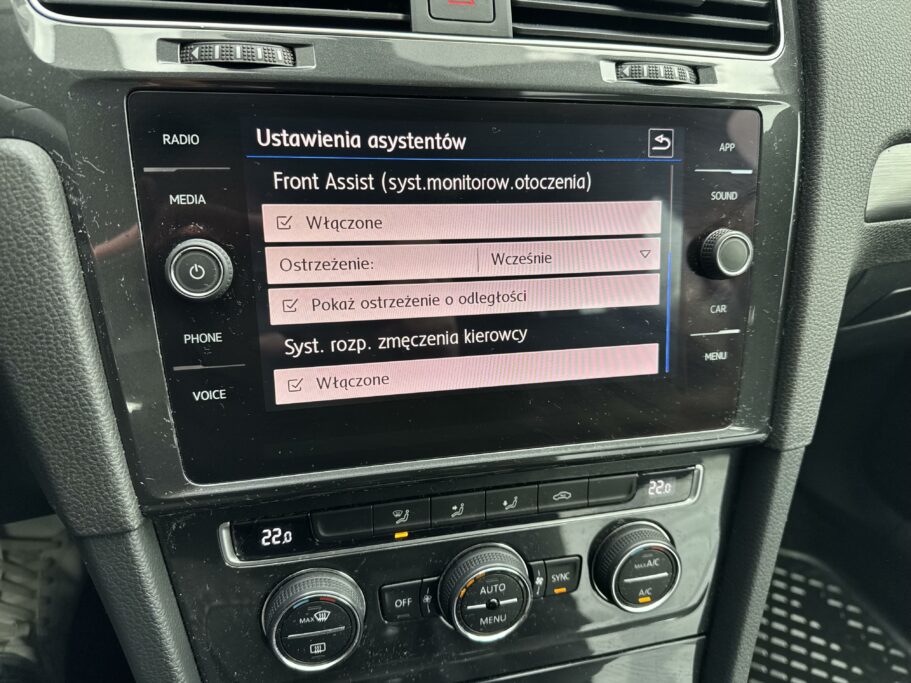 RADIO
MEDIA
PHONE
VOICE
Ustawienia asystentów
Front Assist (syst.monitorow.otoczenia)
Włączone
Ostrzeżenie: Wcześnie
Pokaż ostrzeżenie o odległości
Syst. rozp. zmęczenia kierowcy
Włączone
APP
SOUND
CAR
MENU
22.0
22.0
MAX
OFF
AUTO
MENU
SYNC
MAX A/C
A/C